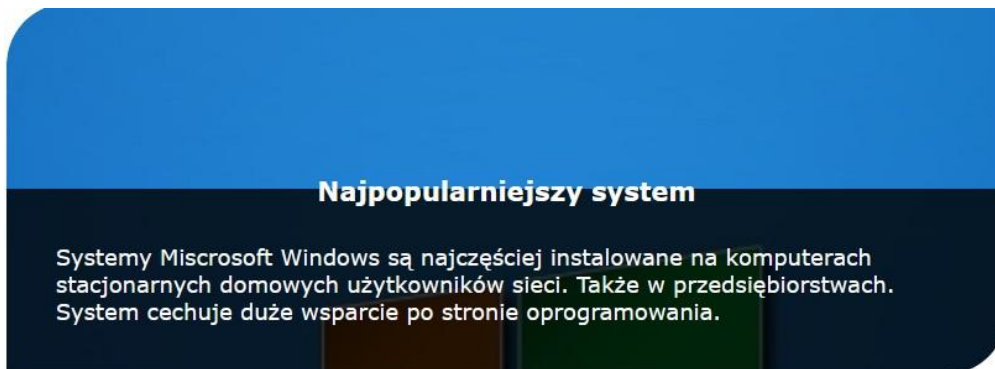 Najpopularniejszy system
Systemy Miscrosoft Windows są najczęściej instalowane na komputerach
stacjonarnych domowych użytkowników sieci. Także w przedsiębiorstwach.
System cechuje duże wsparcie po stronie oprogramowania.